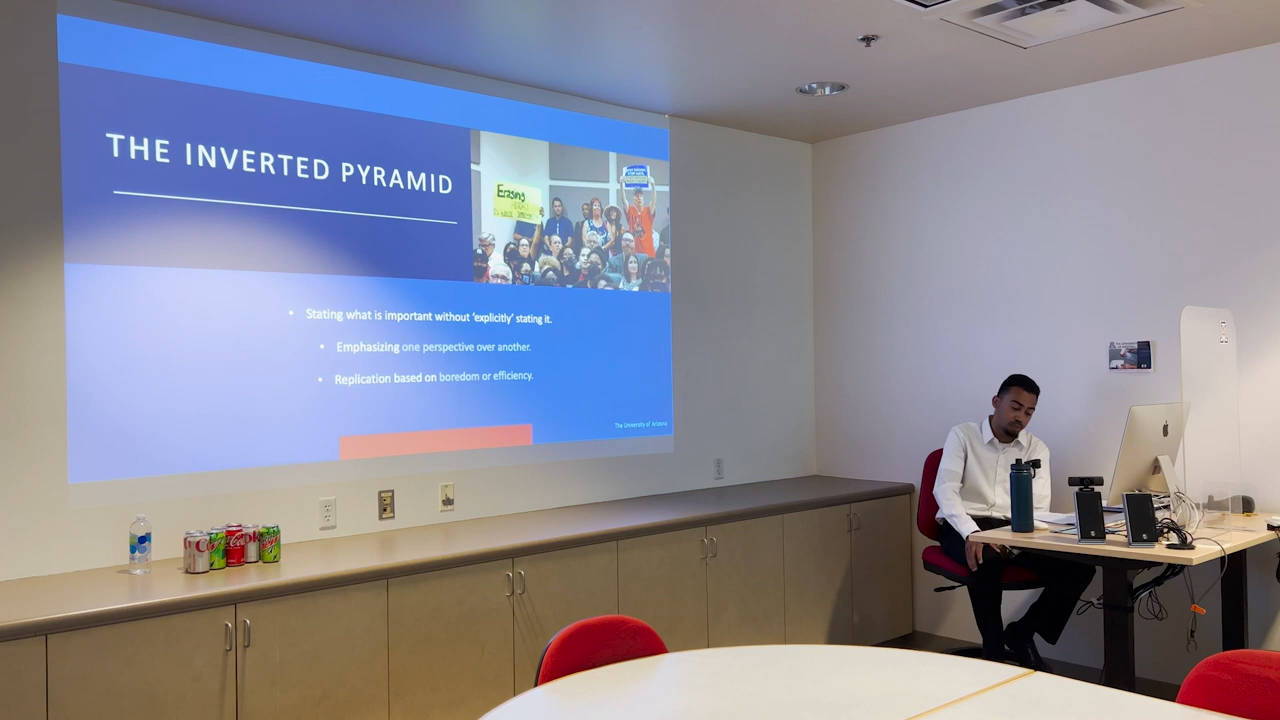 THE INVERTED PYRAMID
Erasing
• Stating what is important without ‘explicitly’ stating it.
• Emphasizing one perspective over another.
• Replication based on boredom or efficiency.
The University of Arizona
Coke